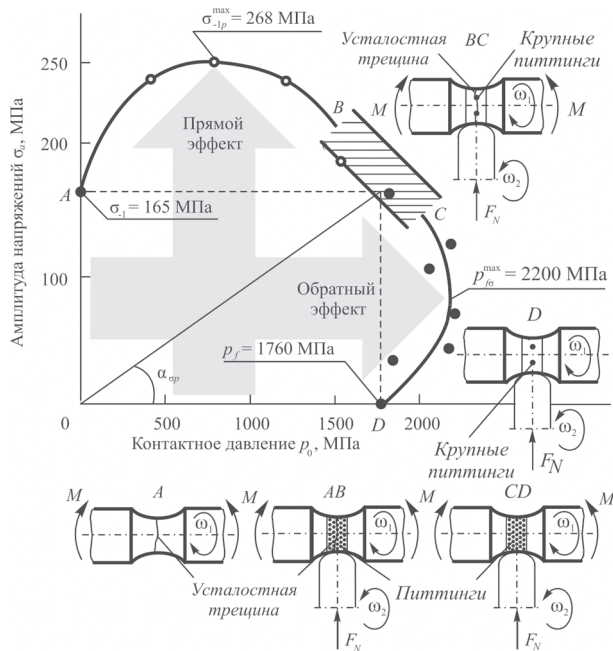 σ₋₁ₚᵐᵃˣ = 268 МПа
Усталостная трещина
BC
Крупные питтинги
250
200
100
Амплитуда напряжений σₐ, МПа
Прямой эффект
B
C
M
M
ω₁
ω₂
F_N
A
σ₋₁ = 165 МПа
Обратный эффект
p_fσ^max = 2200 МПа
p_f = 1760 МПа
α_σp
D
ω₁
ω₂
F_N
Крупные питтинги
0
500
1000
1500
D
2000
Контактное давление p₀, МПа
M
A
M
AB
M
CD
M
ω₁
ω₁
ω₁
Усталостная трещина
Питтинги
ω₂
ω₂
F_N
F_N